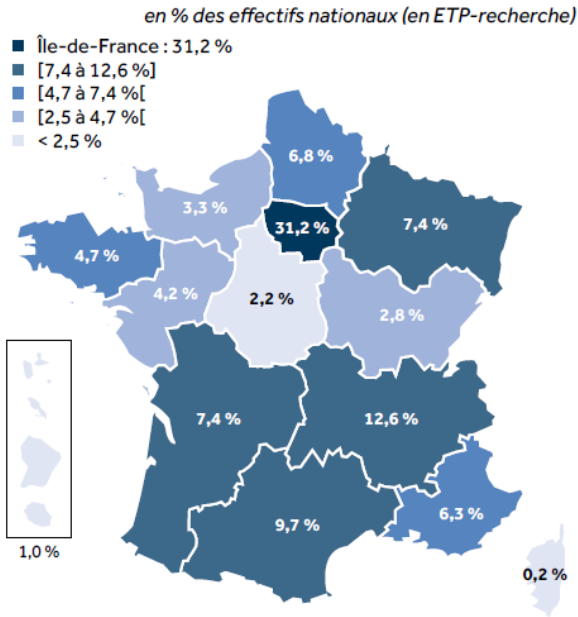 en % des effectifs nationaux (en ETP-recherche)
Île-de-France : 31,2 %
[7,4 à 12,6 %]
[4,7 à 7,4 %[
[2,5 à 4,7 %[
< 2,5 %
6,8 %
3,3 %
31,2 %
7,4 %
4,7 %
4,2 %
2,2 %
2,8 %
7,4 %
12,6 %
9,7 %
6,3 %
1,0 %
0,2 %